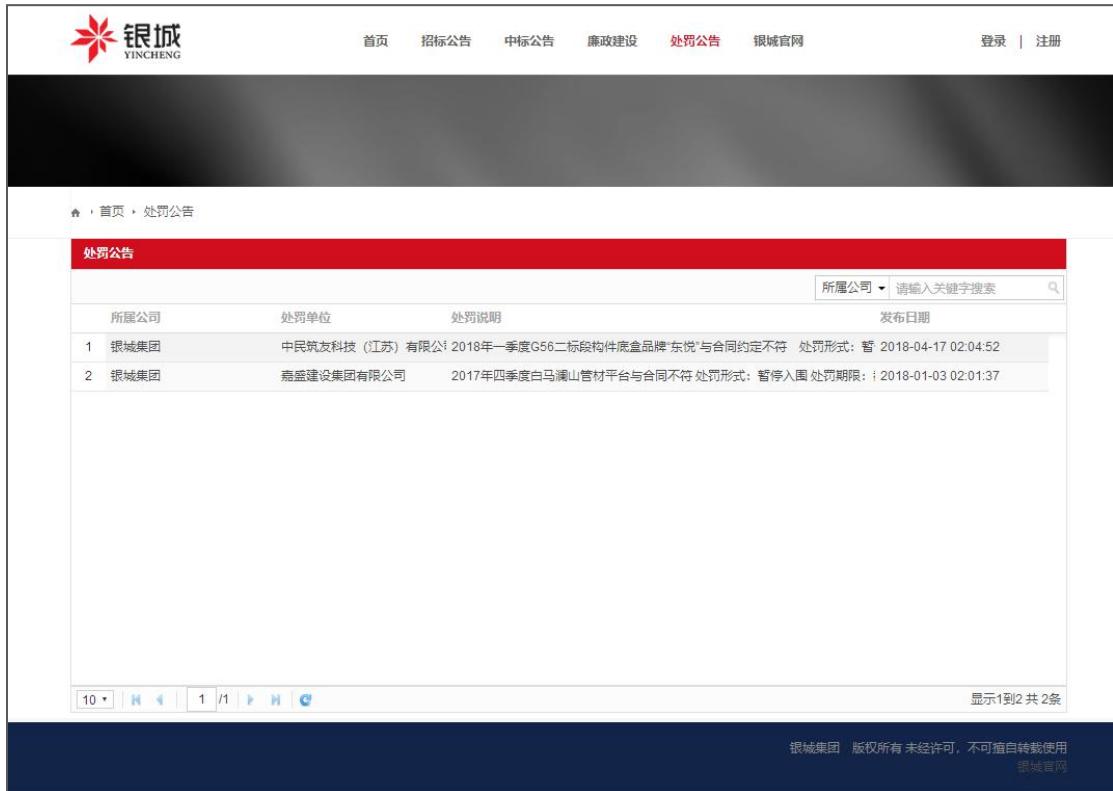 银城
YINCHENG
首页 招标公告 中标公告 廉政建设 处罚公告 银城官网 登录 | 注册
首页 处罚公告
处罚公告
所属公司 请输入关键字搜索
所属公司 处罚单位 处罚说明 发布日期
1 银城集团 中民筑友科技（江苏）有限公 2018年一季度G56二标段构件底盒品牌“东悦”与合同约定不符 处罚形式：暂 2018-04-17 02:04:52
2 银城集团 嘉盛建设集团有限公司 2017年四季度白马澜山管材平台与合同不符 处罚形式：暂停入围 处罚期限： 2018-01-03 02:01:37
10 1 /1 显示1到2 共 2条
银城集团 版权所有 未经许可，不可擅自转载使用
银城官网